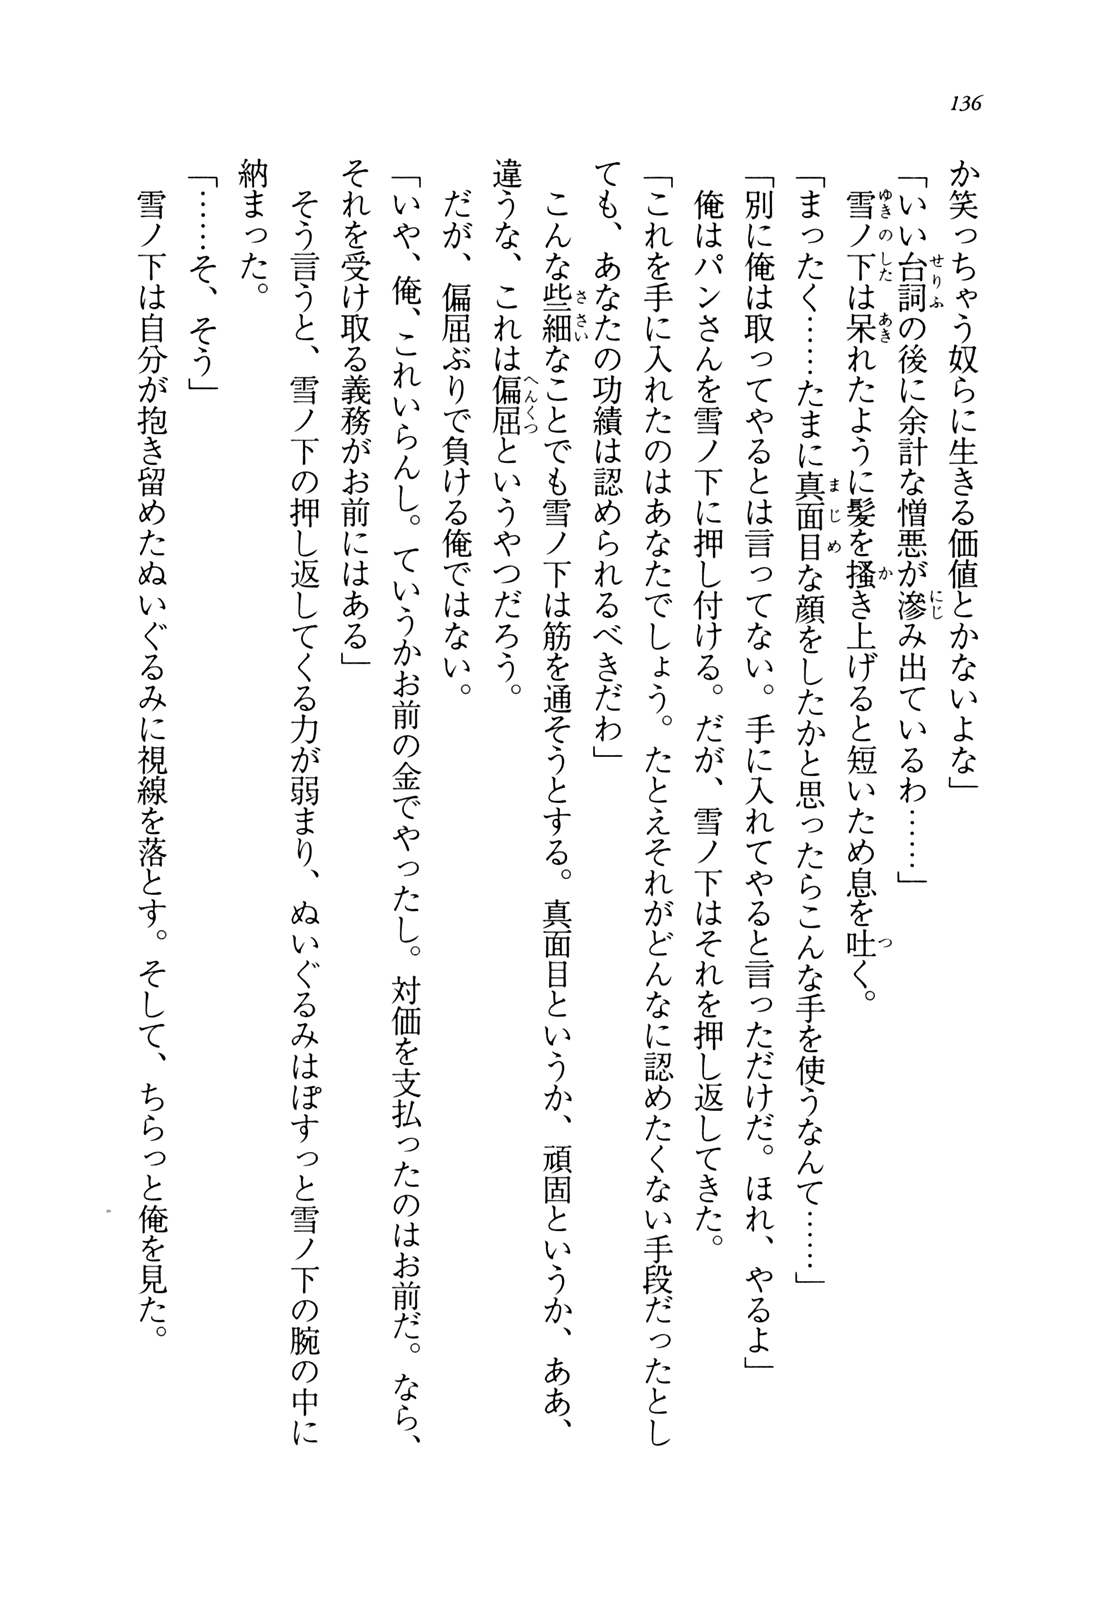 136
か笑っちゃう奴らに生きる価値とかないよな」
「いい台詞の後に余計な憎悪が滲み出ているわ……」
雪ノ下は呆れたように髪を搔き上げると短いため息を吐く。
「まったく……たまに真面目な顔をしたかと思ったらこんな手を使うなんて……」
「別に俺は取ってやるとは言ってない。手に入れてやると言っただけだ。ほれ、やるよ」
俺はパンさんを雪ノ下に押し付ける。だが、雪ノ下はそれを押し返してきた。
「これを手に入れたのはあなたでしょう。たとえそれがどんなに認めたくない手段だったとし
ても、あなたの功績は認められるべきだわ」
こんな些細なことでも雪ノ下は筋を通そうとする。真面目というか、頑固というか、ああ、
違うな、これは偏屈というやつだろう。
だが、偏屈ぶりで負ける俺ではない。
「いや、俺、これいらんし。ていうかお前の金でやったし。対価を支払ったのはお前だ。なら、
それを受け取る義務がお前にはある」
そう言うと、雪ノ下の押し返してくる力が弱まり、ぬいぐるみはぽすっと雪ノ下の腕の中に
納まった。
「……そ、そう」
雪ノ下は自分が抱き留めたぬいぐるみに視線を落とす。そして、ちらっと俺を見た。